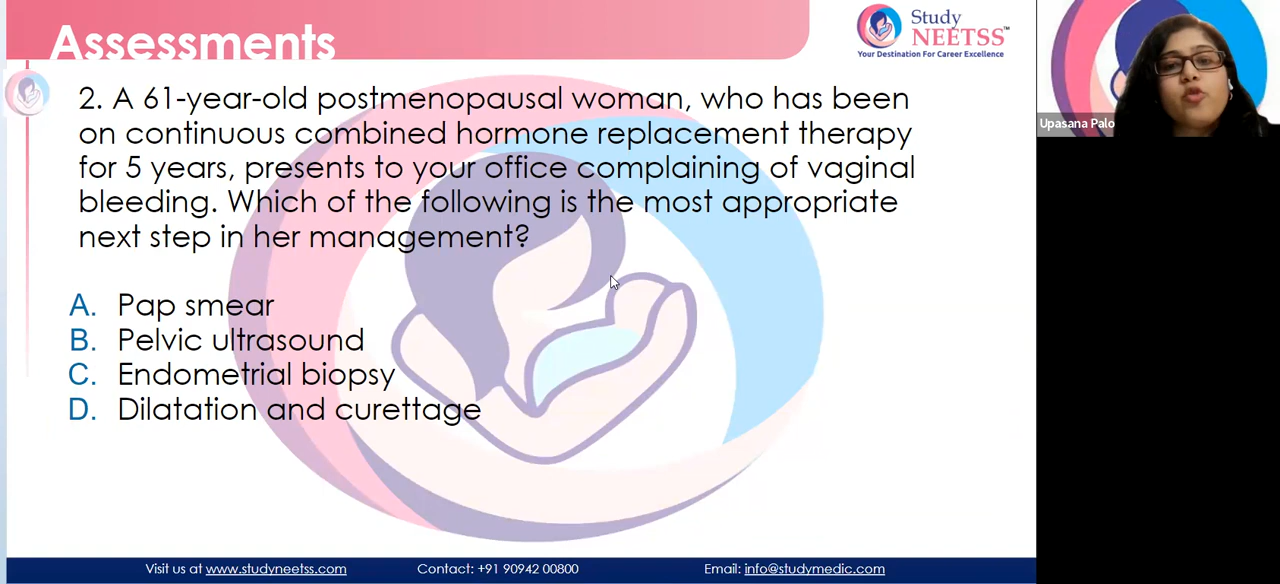 Assessments
Study
NEETSS™
Your Destination For Career Excellence
Upasana Palo
2. A 61-year-old postmenopausal woman, who has been
on continuous combined hormone replacement therapy
for 5 years, presents to your office complaining of vaginal
bleeding. Which of the following is the most appropriate
next step in her management?
A. Pap smear
B. Pelvic ultrasound
C. Endometrial biopsy
D. Dilatation and curettage
Visit us at www.studyneetss.com Contact: +91 90942 00800 Email: info@studymedic.com